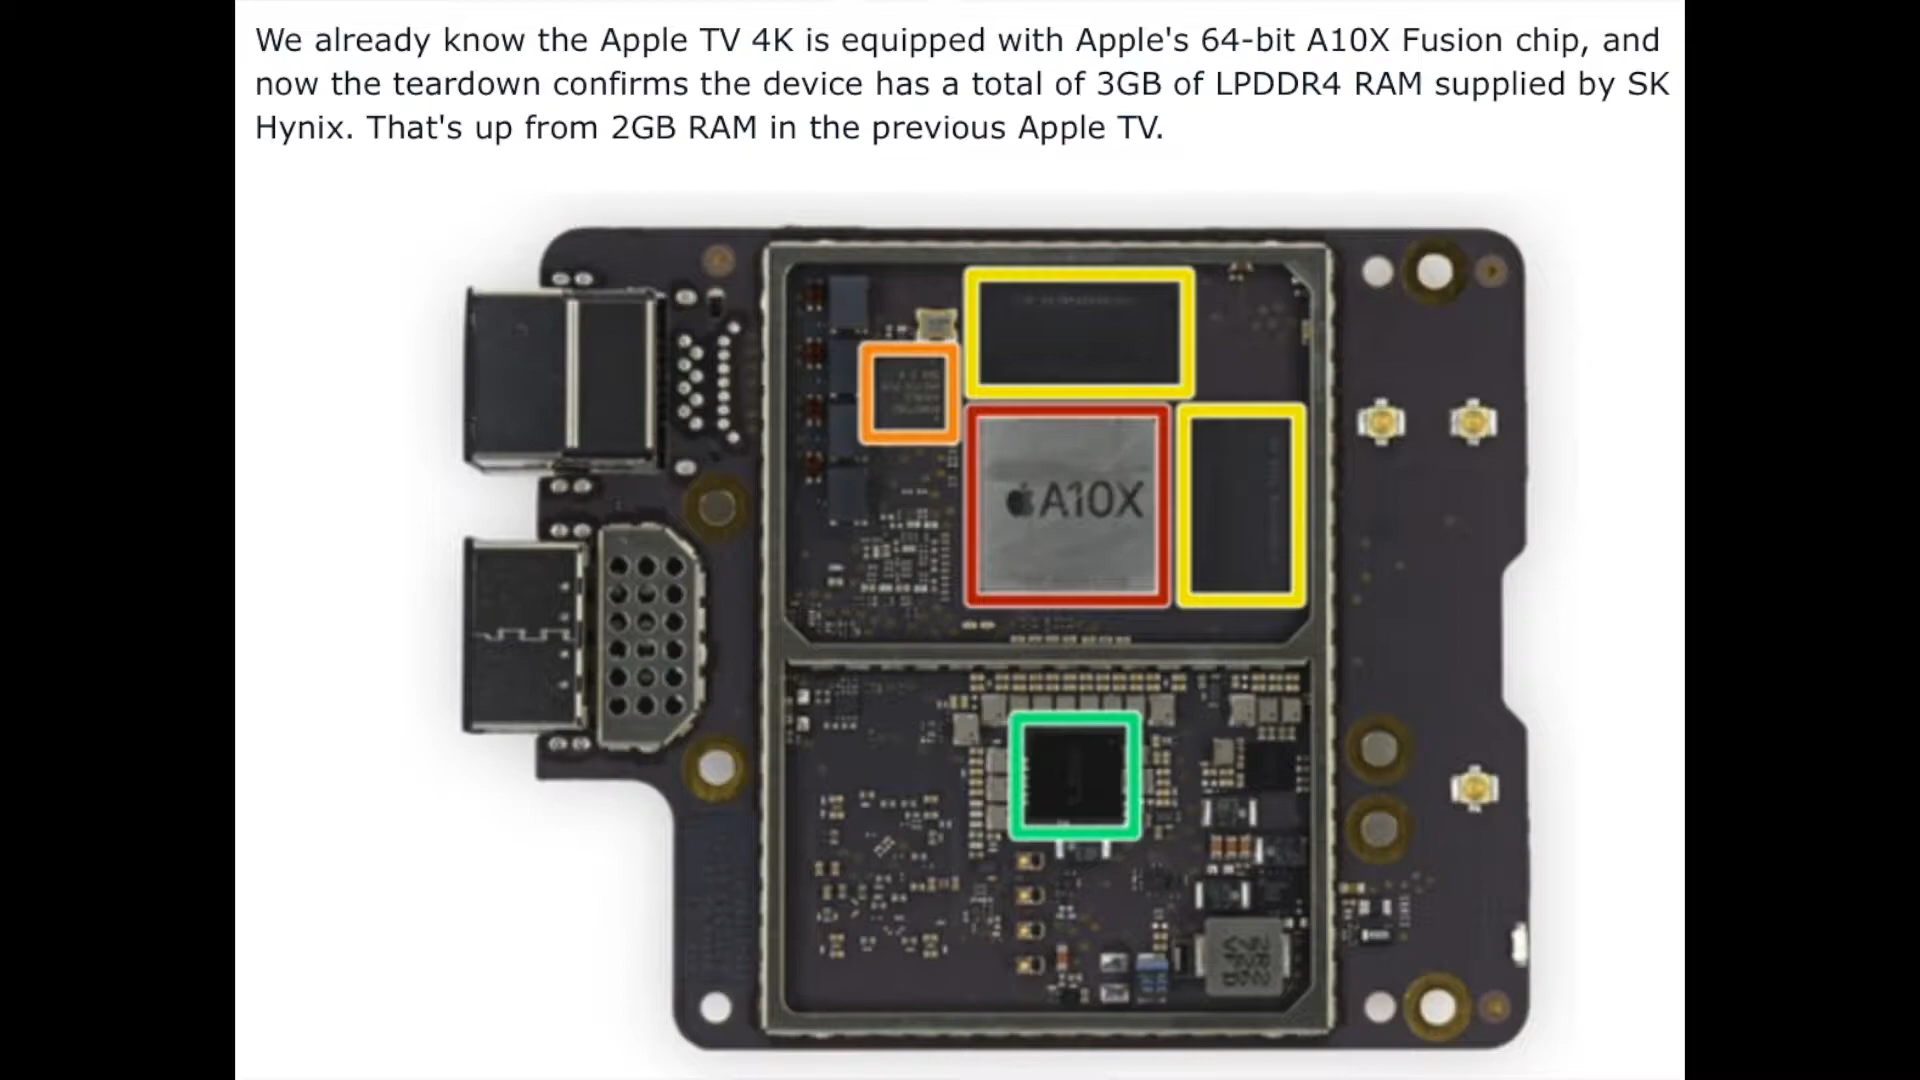 We already know the Apple TV 4K is equipped with Apple's 64-bit A10X Fusion chip, and
now the teardown confirms the device has a total of 3GB of LPDDR4 RAM supplied by SK
Hynix. That's up from 2GB RAM in the previous Apple TV.
A10X